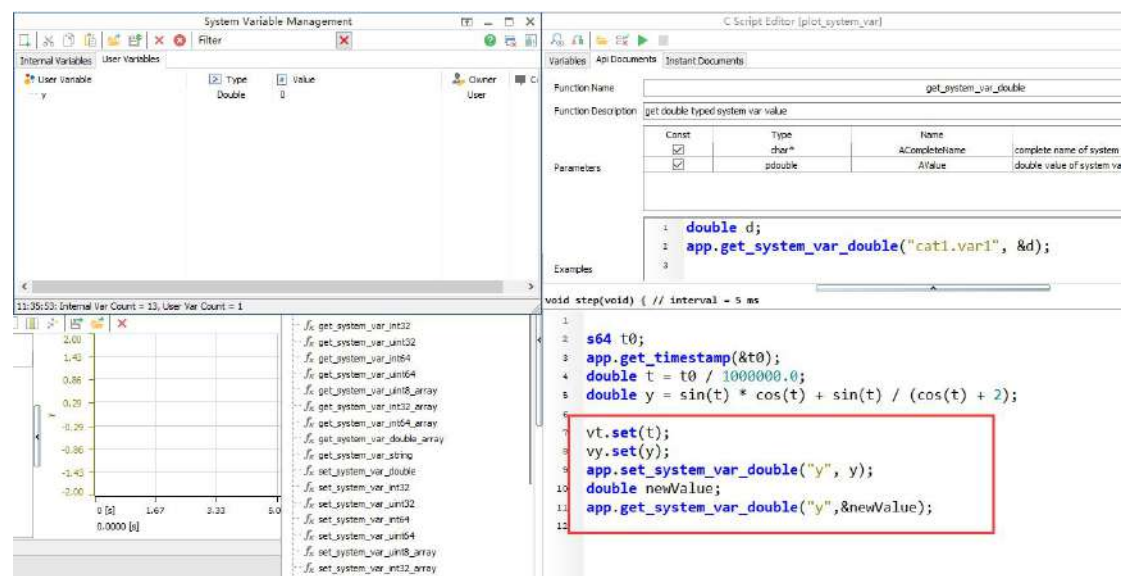 System Variable Management
Filter
Internal Variables User Variables
User Variable Type Value Owner
y Double 0 User
11:35:53: Internal Var Count = 13, User Var Count = 1
C Script Editor [plot_system_var]
Variables Api Documents Instant Documents
Function Name get_system_var_double
Function Description get double typed system var value
Parameters
Const Type Name
char* ACompleteName complete name of system
pdouble AValue double value of system va
Examples
1 double d;
2 app.get_system_var_double("cat1.var1", &d);
3
void step(void) { // interval = 5 ms
1
2 s64 t0;
3 app.get_timestamp(&t0);
4 double t = t0 / 1000000.0;
5 double y = sin(t) * cos(t) + sin(t) / (cos(t) + 2);
6
7 vt.set(t);
8 vy.set(y);
9 app.set_system_var_double("y", y);
10 double newValue;
11 app.get_system_var_double("y",&newValue);
12
2.00
1.43
0.86
0.29
-0.29
-0.86
-1.43
-2.00
0 [s] 1.67 3.33 5.0
0.0000 [s]
get_system_var_int32
get_system_var_uint32
get_system_var_int64
get_system_var_uint64
get_system_var_uint8_array
get_system_var_int32_array
get_system_var_int64_array
get_system_var_double_array
get_system_var_string
set_system_var_double
set_system_var_int32
set_system_var_uint32
set_system_var_int64
set_system_var_uint64
set_system_var_uint8_array
set_system_var_int32_array